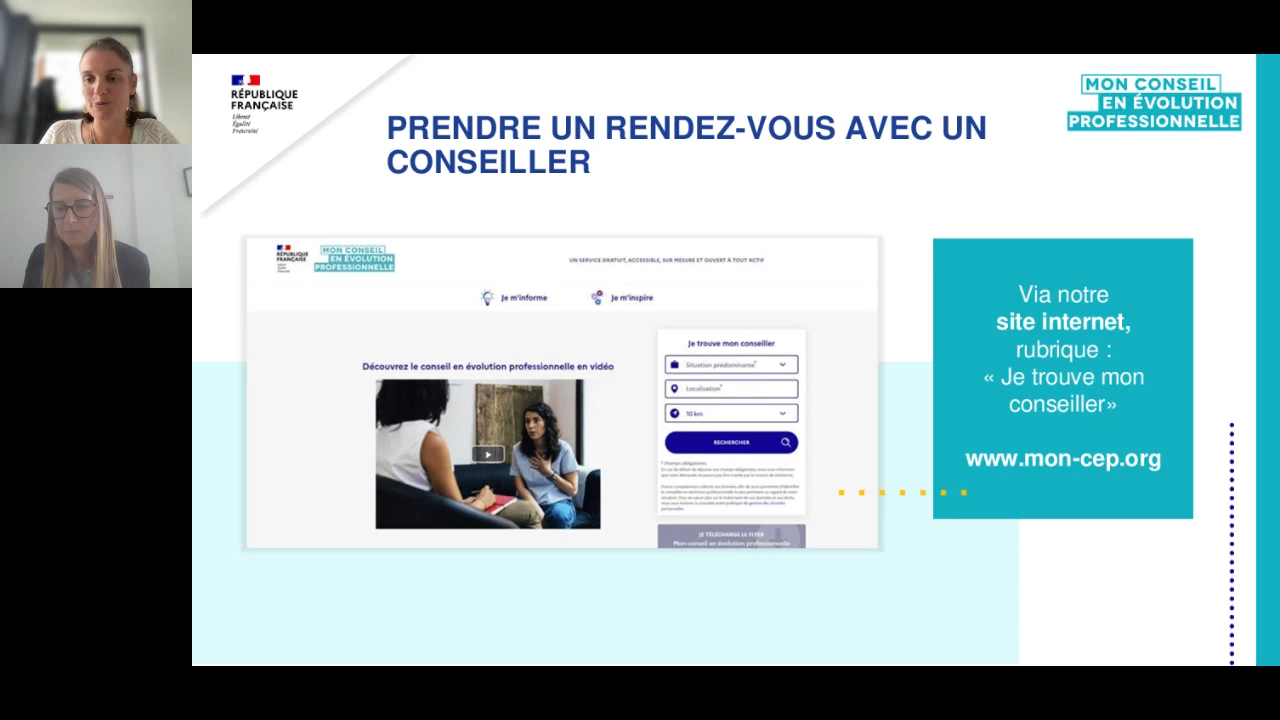 RÉPUBLIQUE
FRANÇAISE
Liberté
Égalité
Fraternité
MON CONSEIL
EN ÉVOLUTION
PROFESSIONNELLE
PRENDRE UN RENDEZ-VOUS AVEC UN
CONSEILLER
RÉPUBLIQUE
FRANÇAISE
MON CONSEIL
EN ÉVOLUTION
PROFESSIONNELLE
UN SERVICE GRATUIT, ACCESSIBLE, SUR MESURE ET OUVERT À TOUT ACTIF
Je m'informe
Je m'inspire
Découvrez le conseil en évolution professionnelle en vidéo
Je trouve mon conseiller
Situation prédominante*
Localisation*
10 km
RECHERCHER
* champs obligatoires.
JE TÉLÉCHARGE LE FLYER
Mon conseil en évolution professionnelle
Via notre
site internet,
rubrique :
« Je trouve mon
conseiller»
www.mon-cep.org